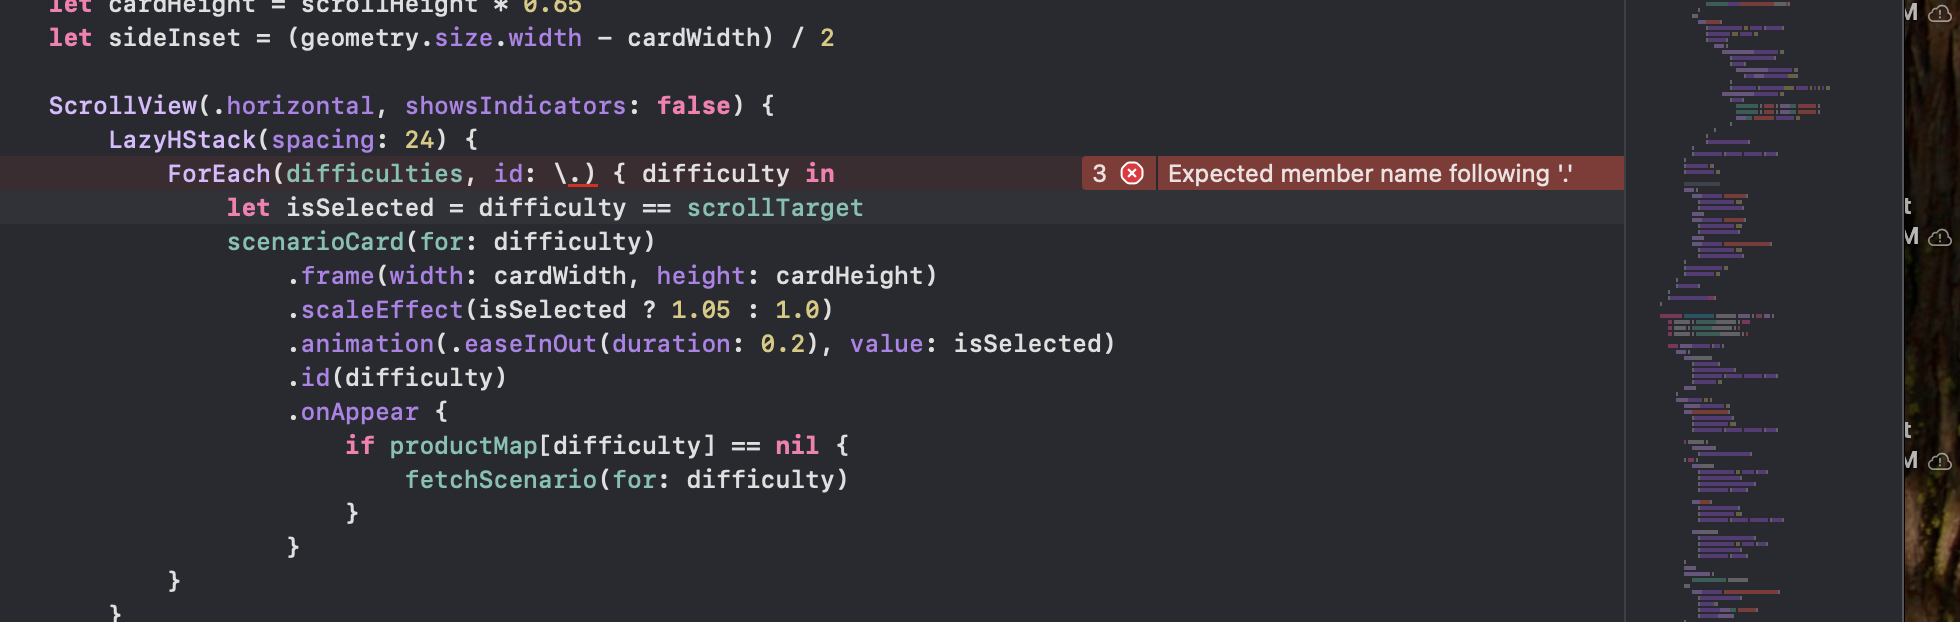 let cardHeight = scrollHeight * 0.65
let sideInset = (geometry.size.width - cardWidth) / 2
ScrollView(.horizontal, showsIndicators: false) {
LazyHStack(spacing: 24) {
ForEach(difficulties, id: \.) { difficulty in
3 Expected member name following '.'
let isSelected = difficulty == scrollTarget
scenarioCard(for: difficulty)
.frame(width: cardWidth, height: cardHeight)
.scaleEffect(isSelected ? 1.05 : 1.0)
.animation(.easeInOut(duration: 0.2), value: isSelected)
.id(difficulty)
.onAppear {
if productMap[difficulty] == nil {
fetchScenario(for: difficulty)
}
}
}
}
M
t
M
t
M